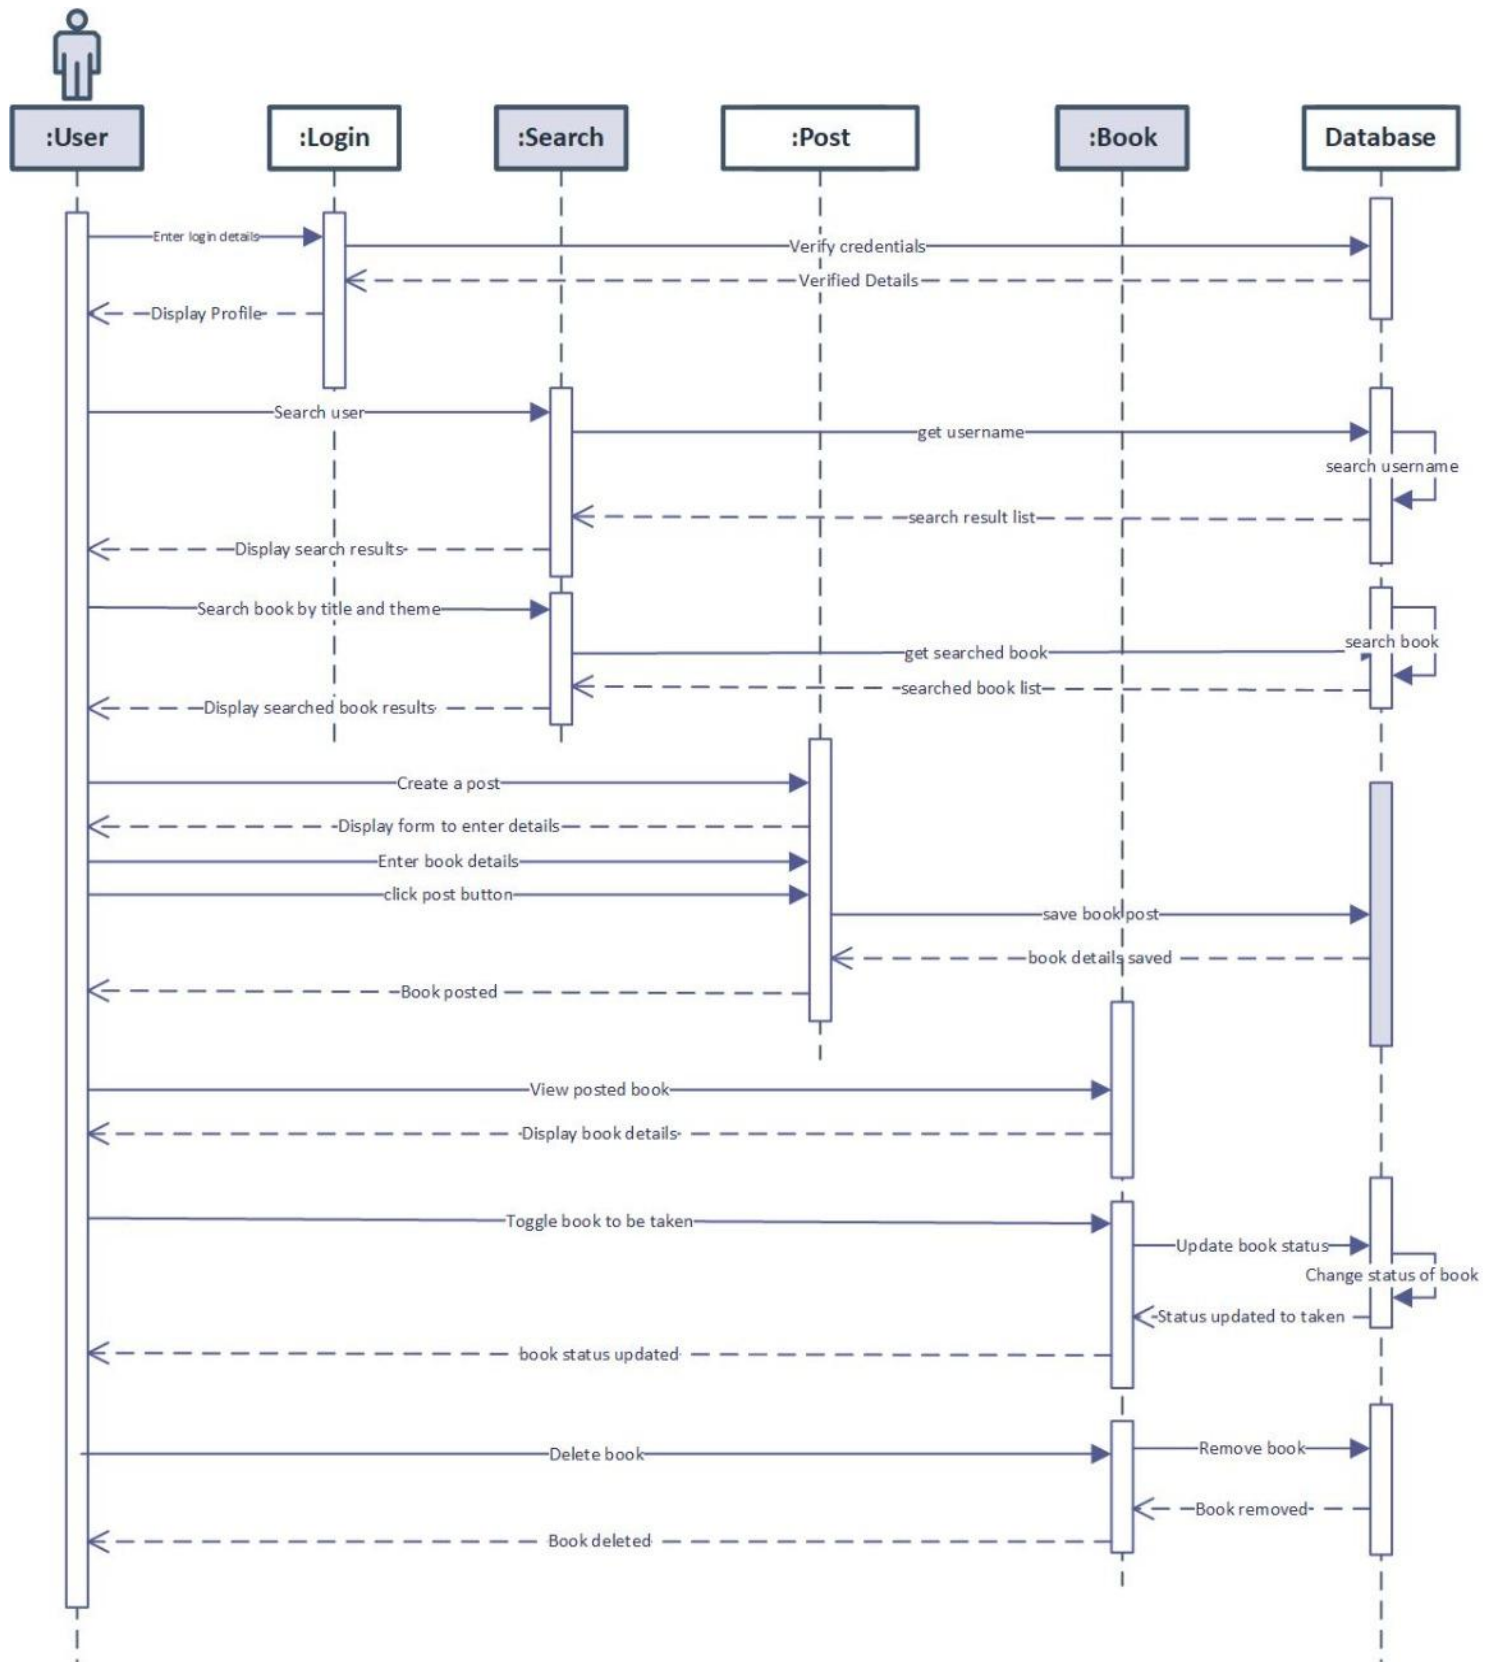 :User
:Login
:Search
:Post
:Book
Database
Enter login details
Verify credentials
Verified Details
Display Profile
Search user
get username
search username
search result list
Display search results
Search book by title and theme
search book
get searched book
searched book list
Display searched book results
Create a post
Display form to enter details
Enter book details
click post button
save book post
book details saved
Book posted
View posted book
Display book details
Toggle book to be taken
Update book status
Change status of book
Status updated to taken
book status updated
Remove book
Delete book
Book removed
Book deleted